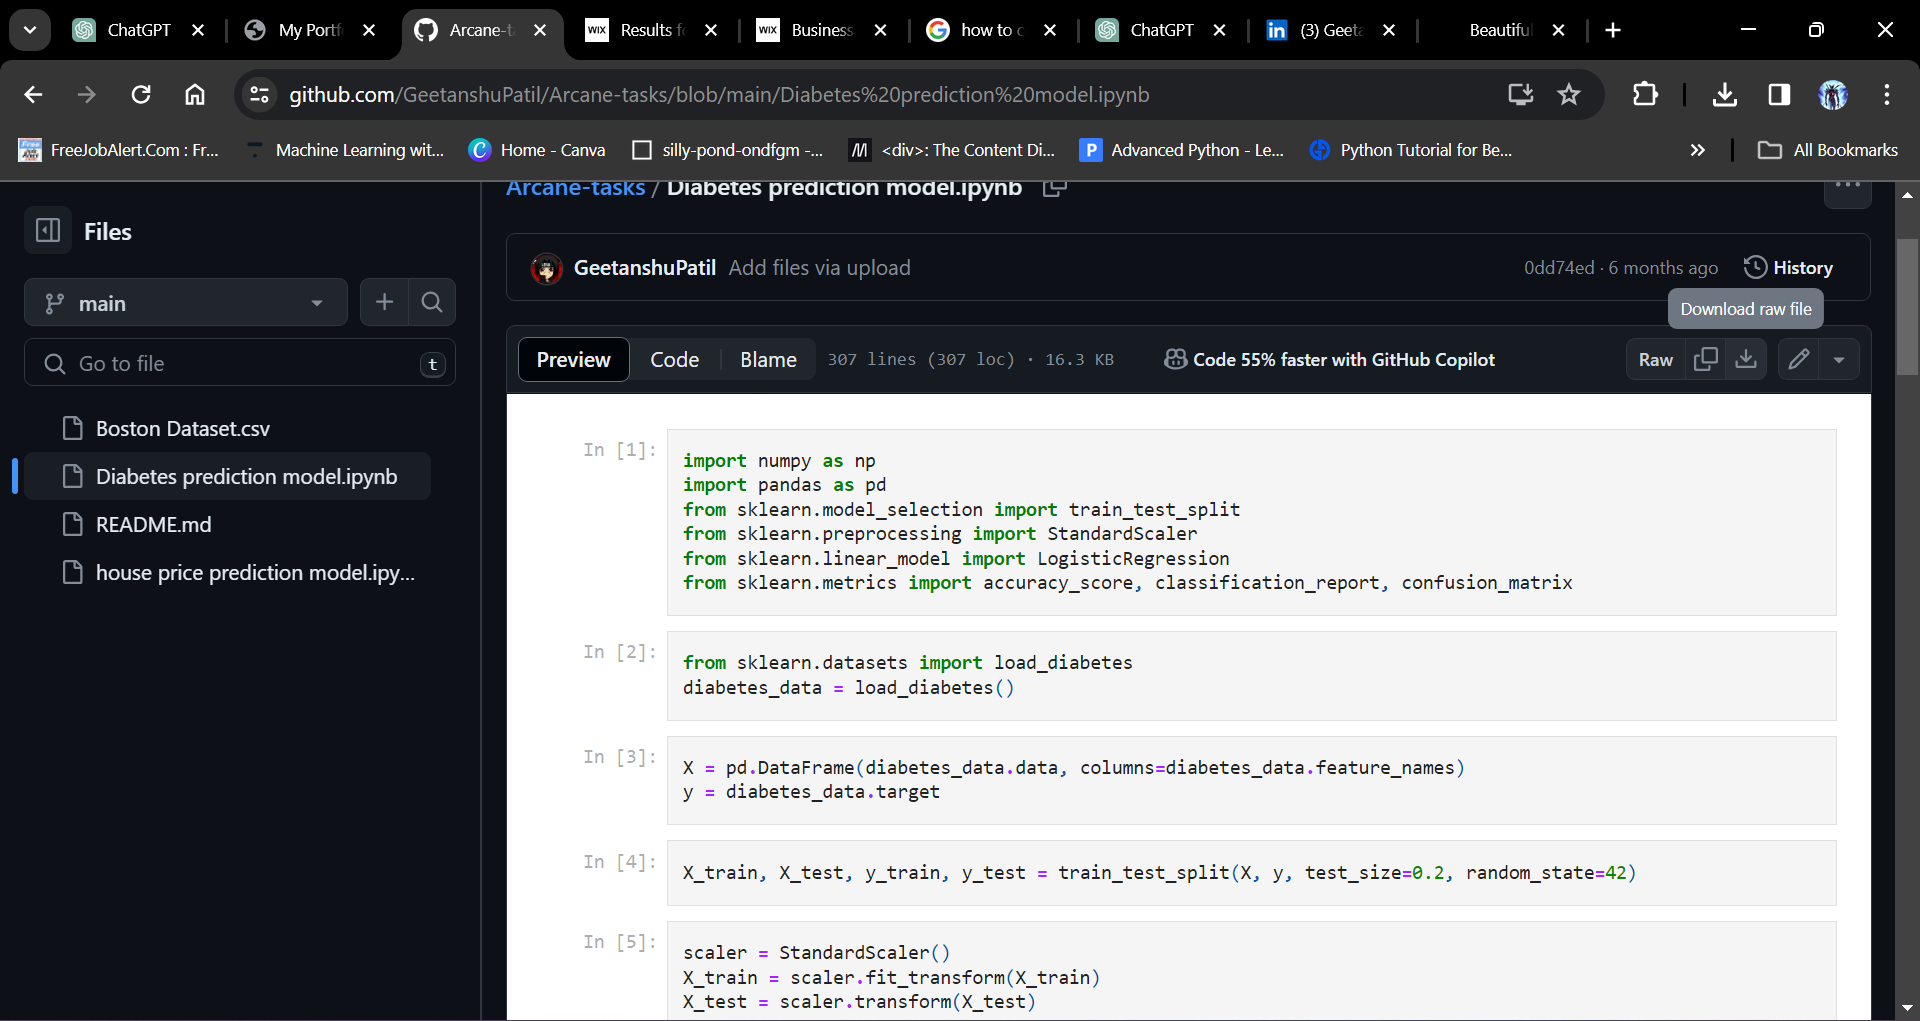 ChatGPT
My Portf
Arcane-t
WIX Results f
WIX Business
how to c
ChatGPT
in (3) Geeta
Beautiful
github.com/GeetanshuPatil/Arcane-tasks/blob/main/Diabetes%20prediction%20model.ipynb
FreeJobAlert.Com : Fr...
Machine Learning wit...
Home - Canva
silly-pond-ondfgm -...
<div>: The Content Di...
P Advanced Python - Le...
Python Tutorial for Be...
All Bookmarks
Arcane-tasks / Diabetes prediction model.ipynb
Files
GeetanshuPatil Add files via upload
0dd74ed · 6 months ago
History
main
Download raw file
Go to file t
Preview Code Blame 307 lines (307 loc) · 16.3 KB
Code 55% faster with GitHub Copilot
Raw
Boston Dataset.csv
Diabetes prediction model.ipynb
README.md
house price prediction model.ipy...
In [1]:
import numpy as np
import pandas as pd
from sklearn.model_selection import train_test_split
from sklearn.preprocessing import StandardScaler
from sklearn.linear_model import LogisticRegression
from sklearn.metrics import accuracy_score, classification_report, confusion_matrix
In [2]:
from sklearn.datasets import load_diabetes
diabetes_data = load_diabetes()
In [3]:
X = pd.DataFrame(diabetes_data.data, columns=diabetes_data.feature_names)
y = diabetes_data.target
In [4]:
X_train, X_test, y_train, y_test = train_test_split(X, y, test_size=0.2, random_state=42)
In [5]:
scaler = StandardScaler()
X_train = scaler.fit_transform(X_train)
X_test = scaler.transform(X_test)